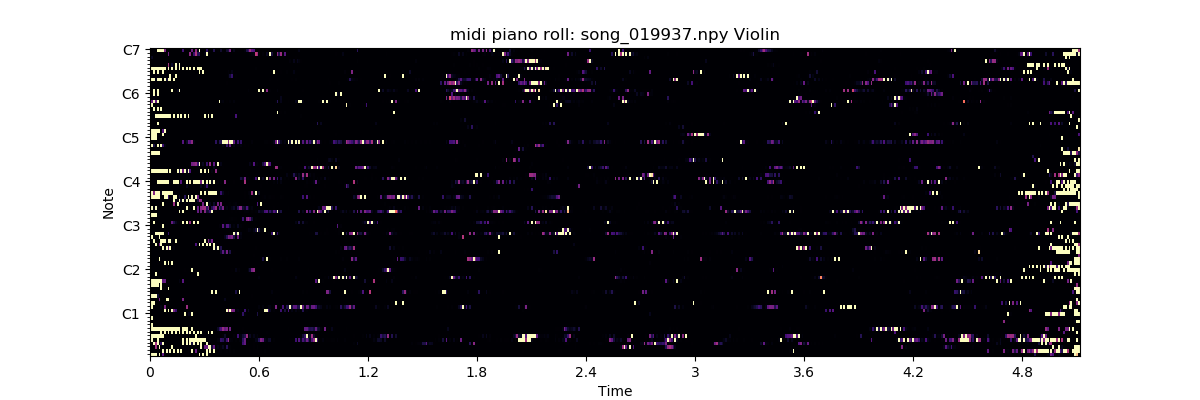 midi piano roll: song_019937.npy Violin
C7
C6
C5
C4
C3
C2
C1
Note
0 0.6 1.2 1.8 2.4 3 3.6 4.2 4.8
Time